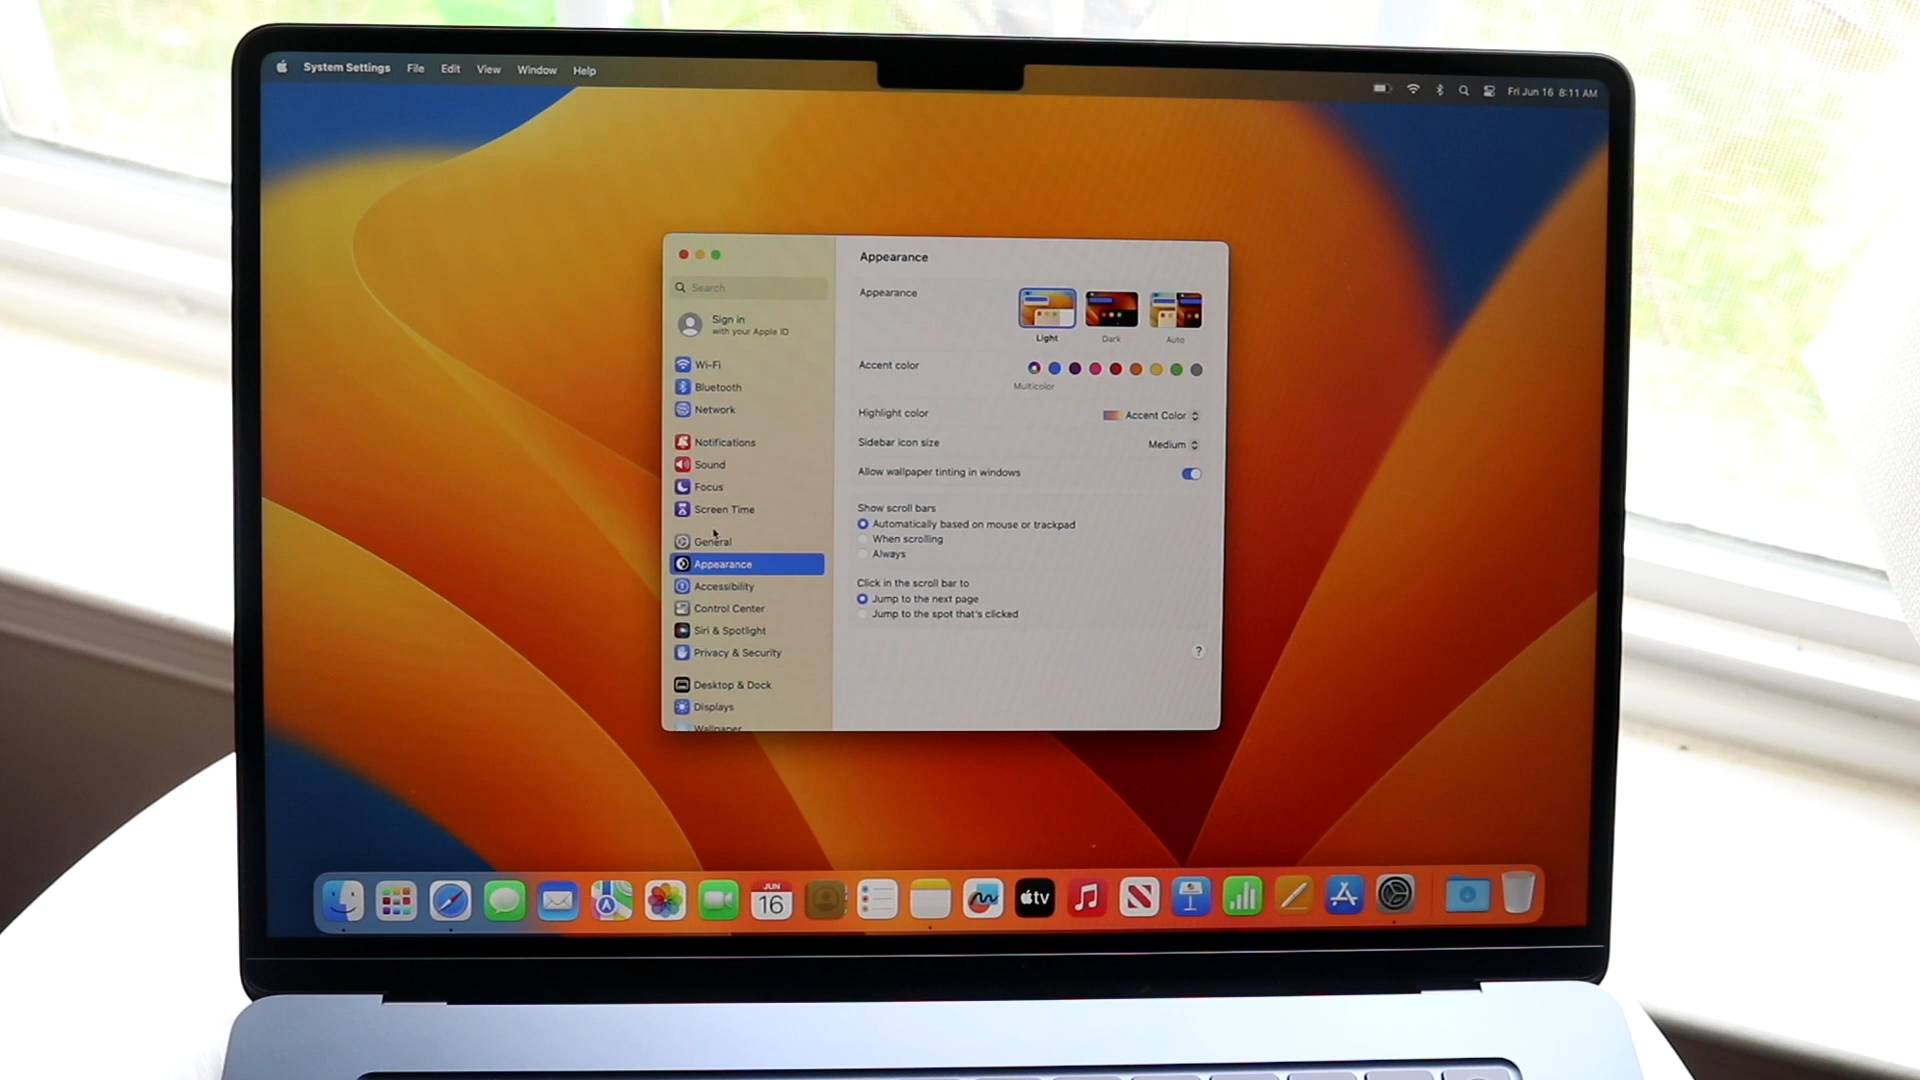 System Settings File Edit View Window Help
Fri Jun 16 8:11 AM
Search
Sign in
with your Apple ID
Wi-Fi
Bluetooth
Network
Notifications
Sound
Focus
Screen Time
General
Appearance
Accessibility
Control Center
Siri & Spotlight
Privacy & Security
Desktop & Dock
Displays
Wallpaper
Appearance
Appearance
Light Dark Auto
Accent color
Multicolor
Highlight color Accent Color
Sidebar icon size Medium
Allow wallpaper tinting in windows
Show scroll bars
Automatically based on mouse or trackpad
When scrolling
Always
Click in the scroll bar to
Jump to the next page
Jump to the spot that's clicked
?
JUN
16
tv